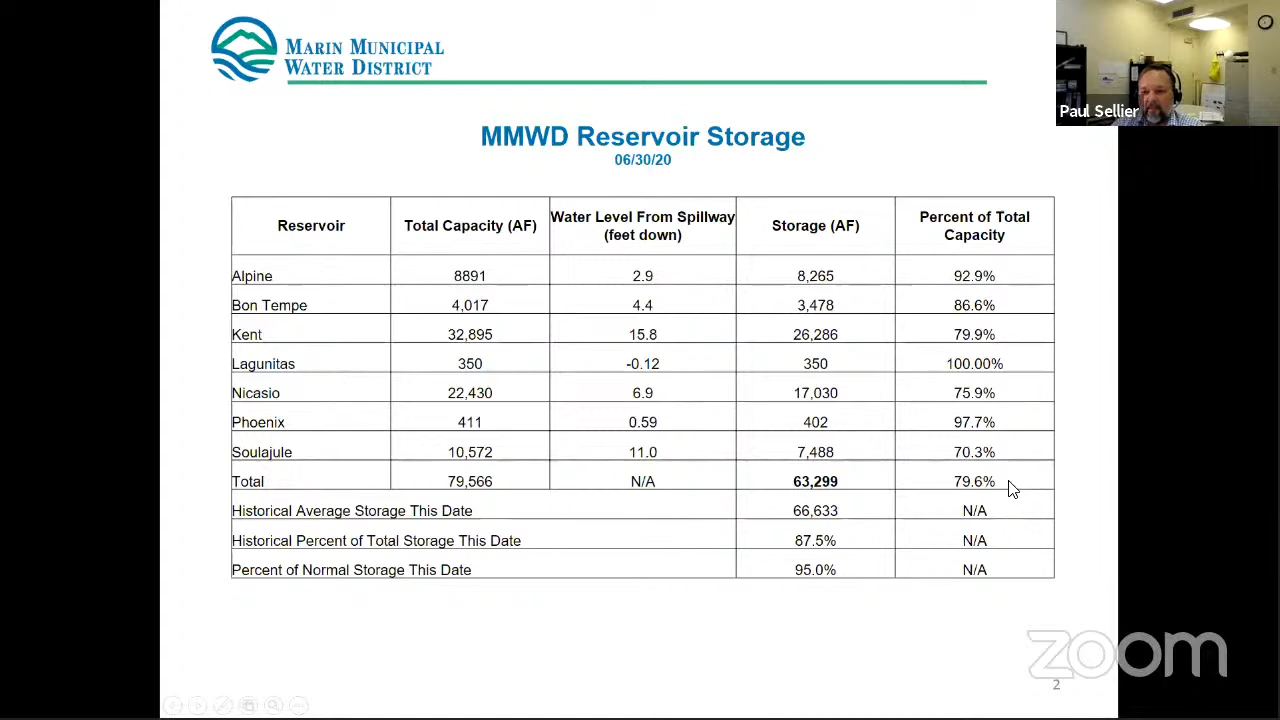 MARIN MUNICIPAL
WATER DISTRICT
Paul Sellier
MMWD Reservoir Storage
06/30/20
Reservoir Total Capacity (AF) Water Level From Spillway (feet down) Storage (AF) Percent of Total Capacity
Alpine 8891 2.9 8,265 92.9%
Bon Tempe 4,017 4.4 3,478 86.6%
Kent 32,895 15.8 26,286 79.9%
Lagunitas 350 -0.12 350 100.00%
Nicasio 22,430 6.9 17,030 75.9%
Phoenix 411 0.59 402 97.7%
Soulajule 10,572 11.0 7,488 70.3%
Total 79,566 N/A 63,299 79.6%
Historical Average Storage This Date 66,633 N/A
Historical Percent of Total Storage This Date 87.5% N/A
Percent of Normal Storage This Date 95.0% N/A
zoom
2